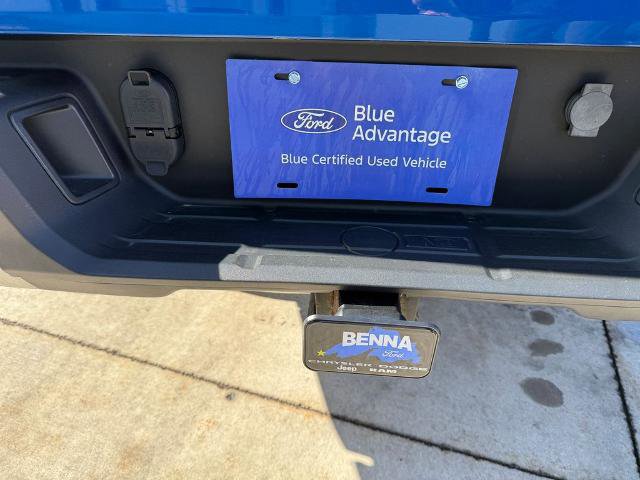 Ford
Blue
Advantage
Blue Certified Used Vehicle
BENNA
Ford
CHRYSLER DODGE
Jeep RAM